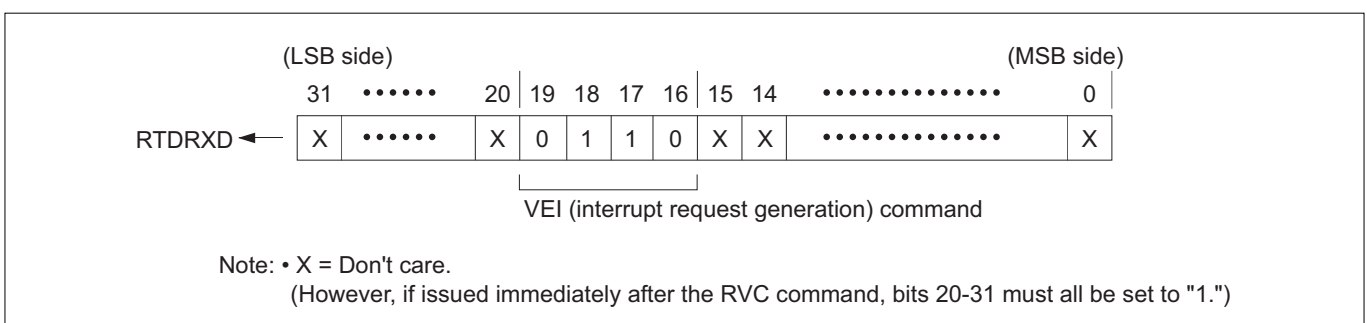 (LSB side) (MSB side)
31 •••••• 20 19 18 17 16 15 14 •••••••••••••• 0
RTDRXD X •••••• X 0 1 1 0 X X •••••••••••••• X
VEI (interrupt request generation) command
Note: • X = Don't care.
(However, if issued immediately after the RVC command, bits 20-31 must all be set to "1.")